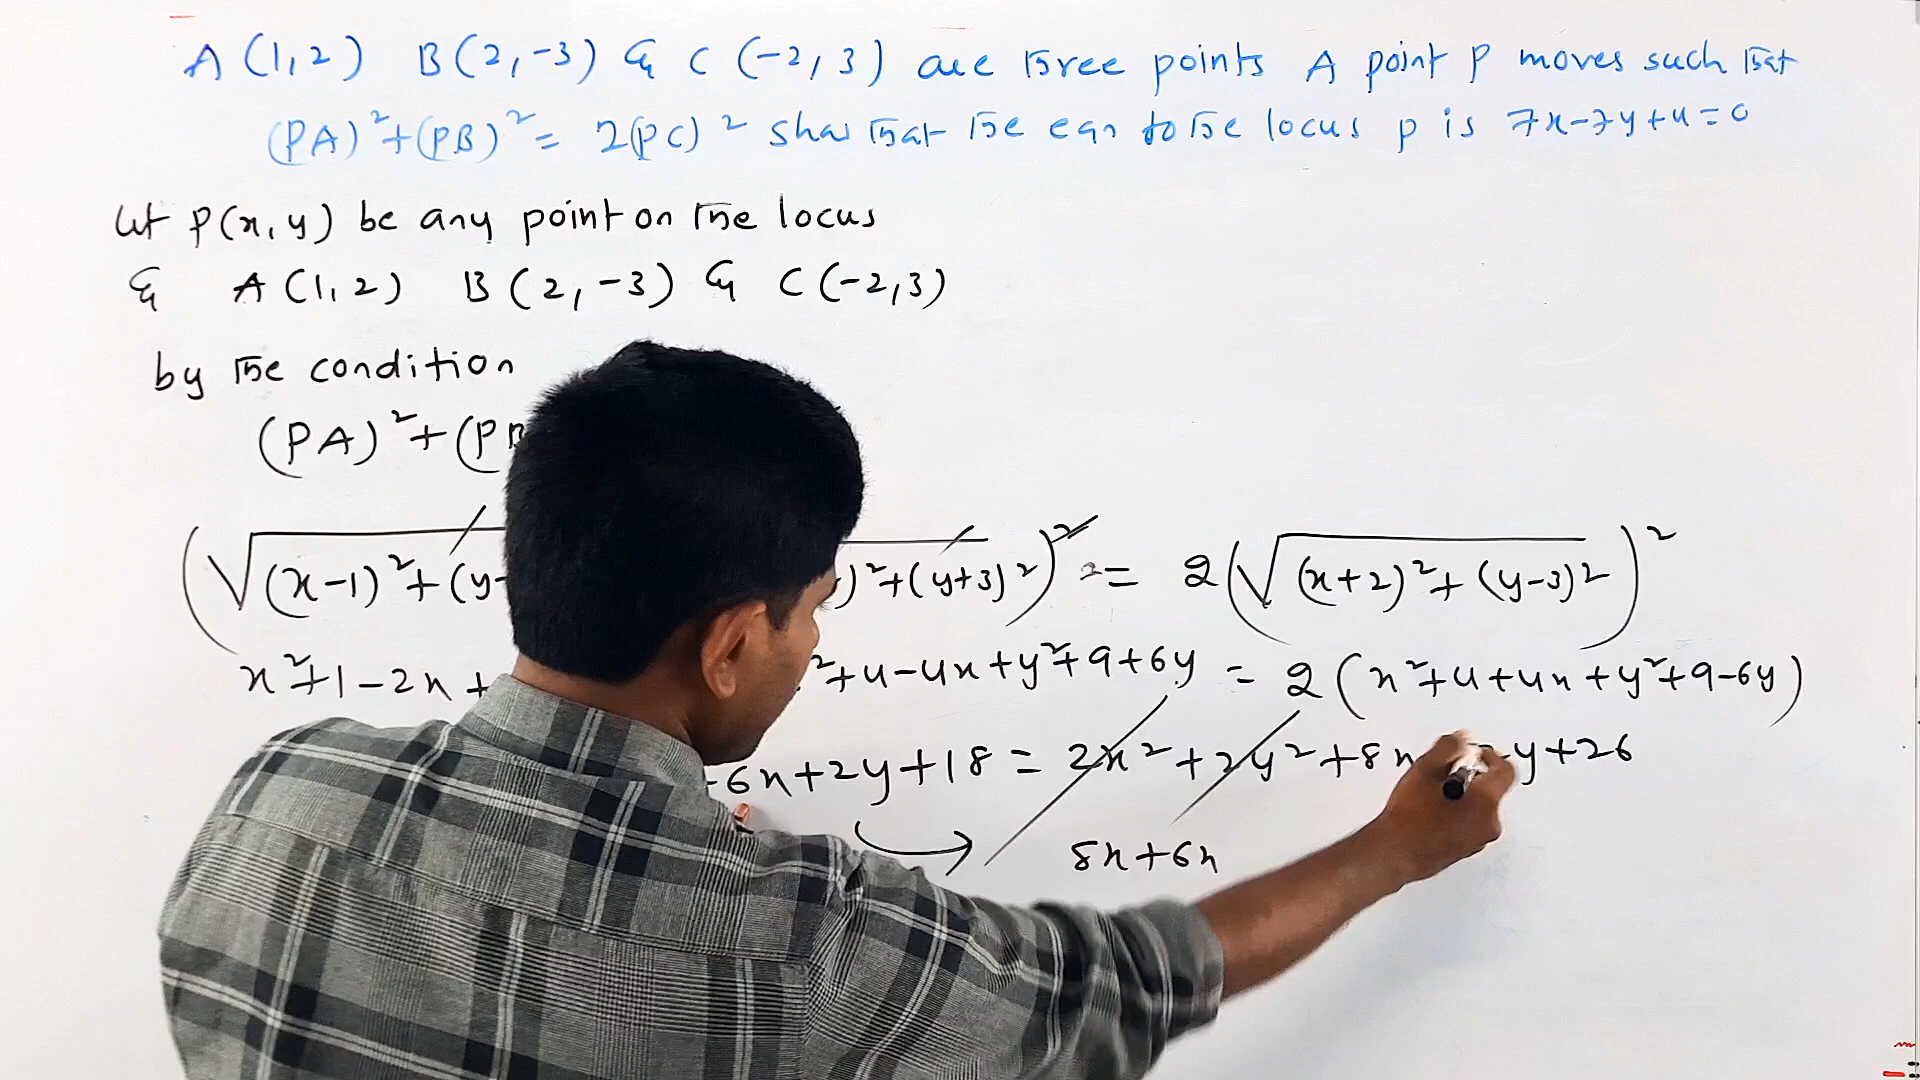 A (1,2) B(2,-3) & C (-2,3) are three points A point P moves such that
(PA)²+(PB)²= 2(PC)² show that the eqn to the locus p is 7x-7y+4=0
Let P(x,y) be any point on the locus
& A(1,2) B(2,-3) & C(-2,3)
by the condition
(PA)²+(P
(√(x-1)²+(y- )²+(y+3)²)² = 2(√(x+2)²+(y-3)²)²
x²+1-2x+ ²+4-4x+y²+9+6y = 2(x²+4+4x+y²+9-6y)
-6x+2y+18 = 2x²+2y²+8x y+26
8x+6x